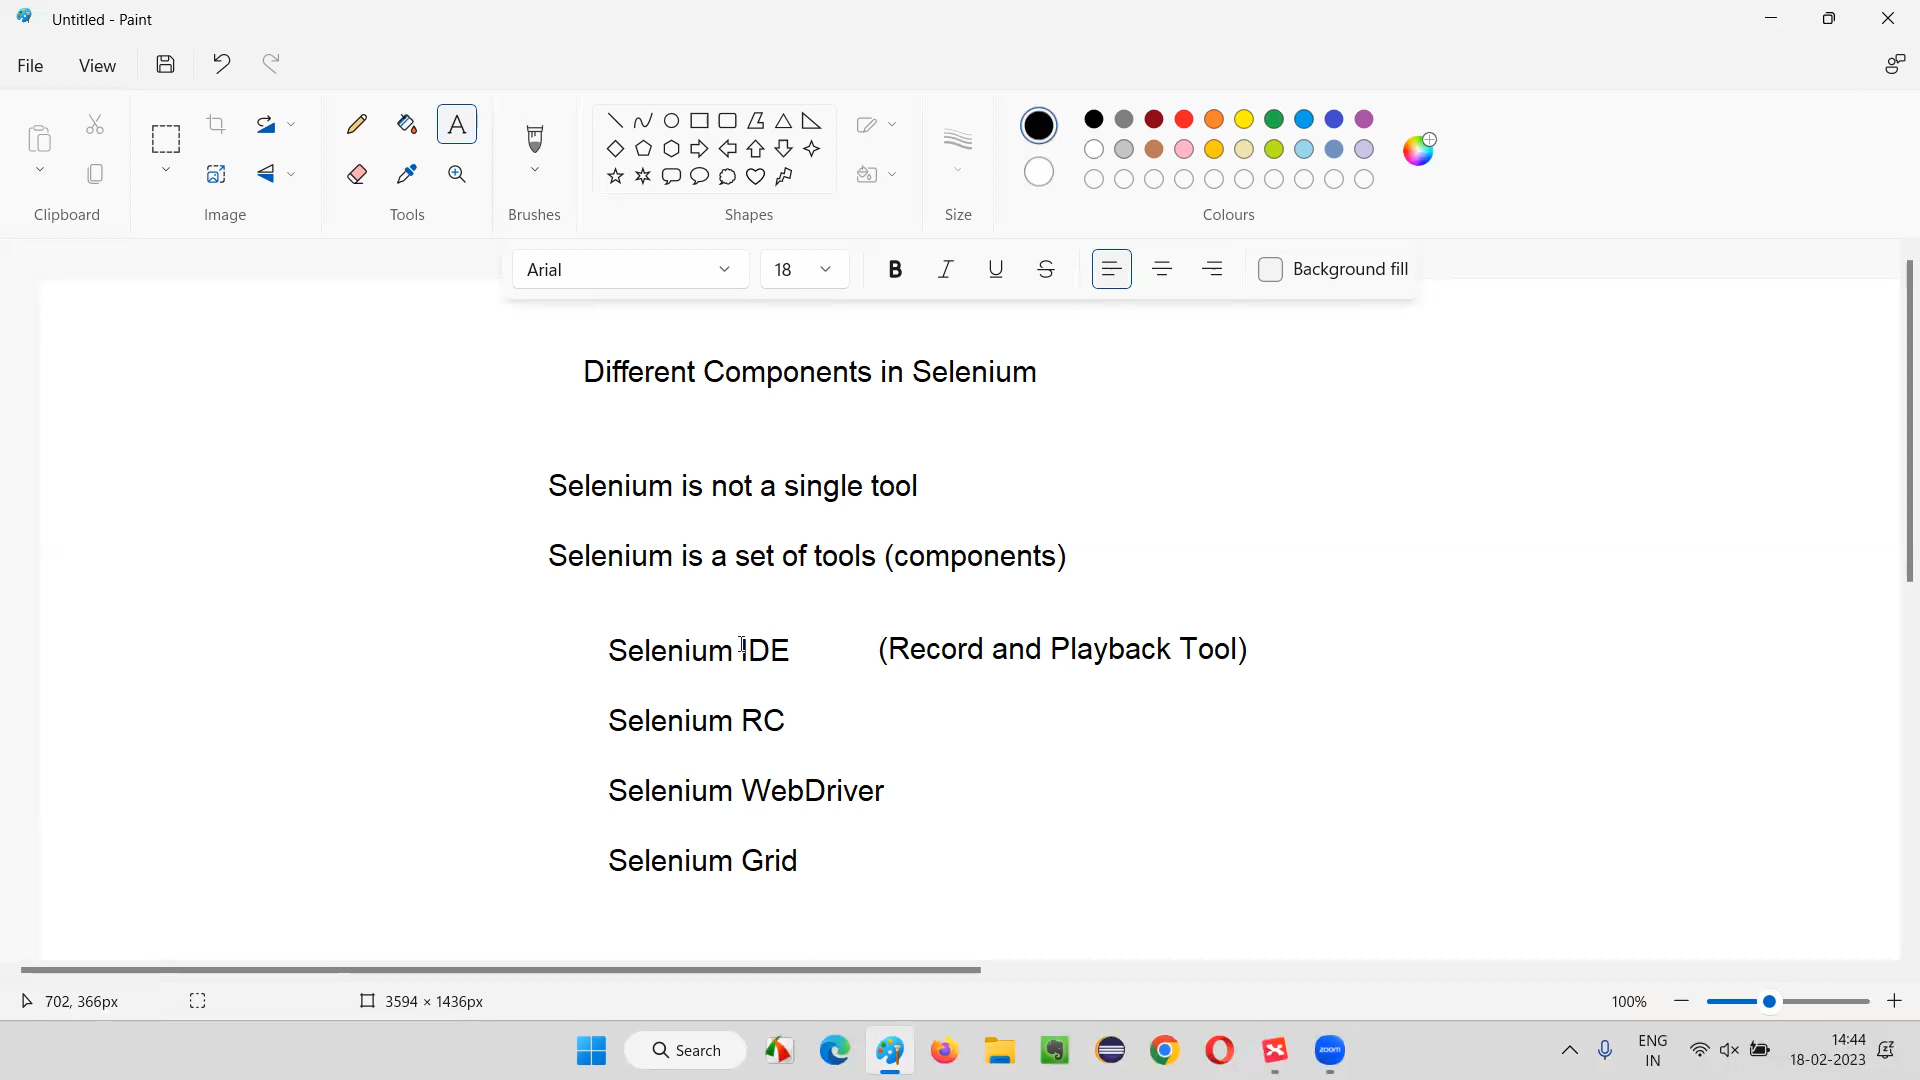 Untitled - Paint
File View
Clipboard Image Tools Brushes Shapes Size Colours
Arial 18 B I U S Background fill
Different Components in Selenium
Selenium is not a single tool
Selenium is a set of tools (components)
Selenium IDE (Record and Playback Tool)
Selenium RC
Selenium WebDriver
Selenium Grid
702, 366px 3594 × 1436px 100%
Search zoom ENG 14:44
IN 18-02-2023